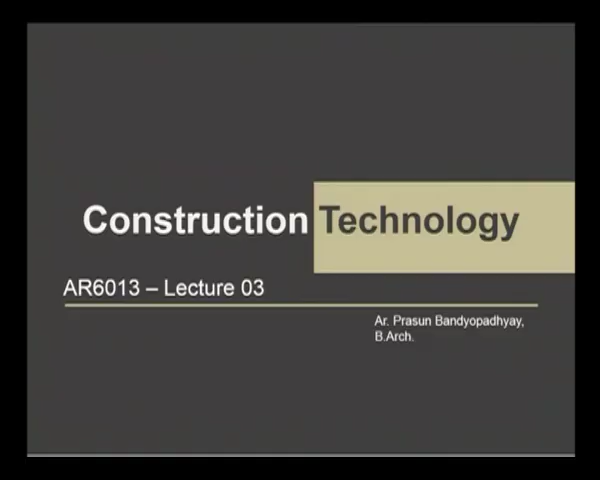 Construction Technology
AR6013 – Lecture 03
Ar. Prasun Bandyopadhyay,
B.Arch.